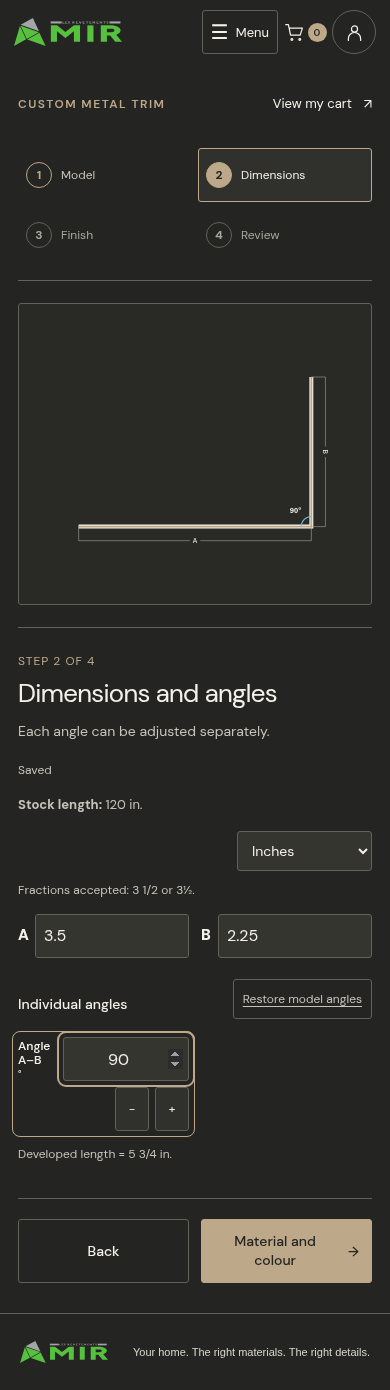 MIR
Menu
0
CUSTOM METAL TRIM
View my cart
1 Model
2 Dimensions
3 Finish
4 Review
B
90°
A
STEP 2 OF 4
Dimensions and angles
Each angle can be adjusted separately.
Saved
Stock length: 120 in.
Inches
Fractions accepted: 3 1/2 or 3½.
A 3.5 B 2.25
Individual angles
Restore model angles
Angle
A–B
°
90
- +
Developed length = 5 3/4 in.
Back
Material and
colour
MIR
Your home. The right materials. The right details.